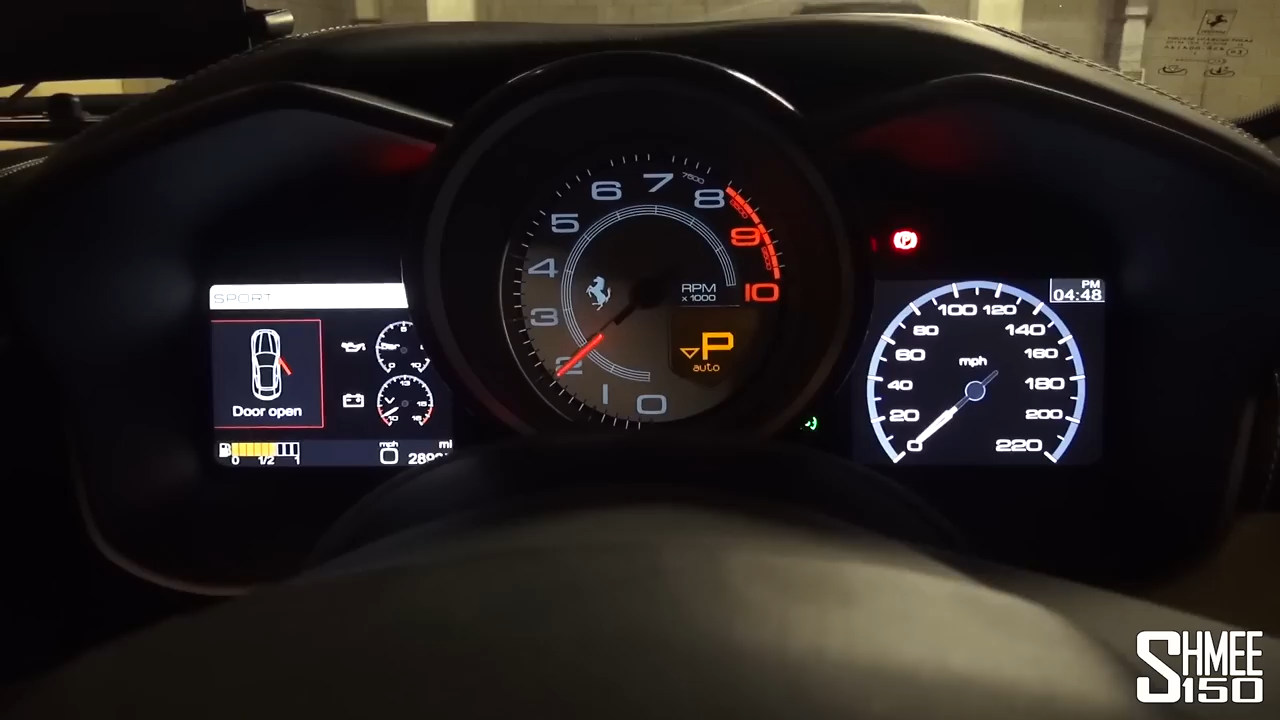 SPORT
Door open
0 1/2 1
mph
0
mi
0
1
2
3
4
5
6
7
7500
8
9
10
RPM
x 1000
P
auto
PM
04:48
mph
0
20
40
60
80
100
120
140
160
180
200
220
SHMEE
150